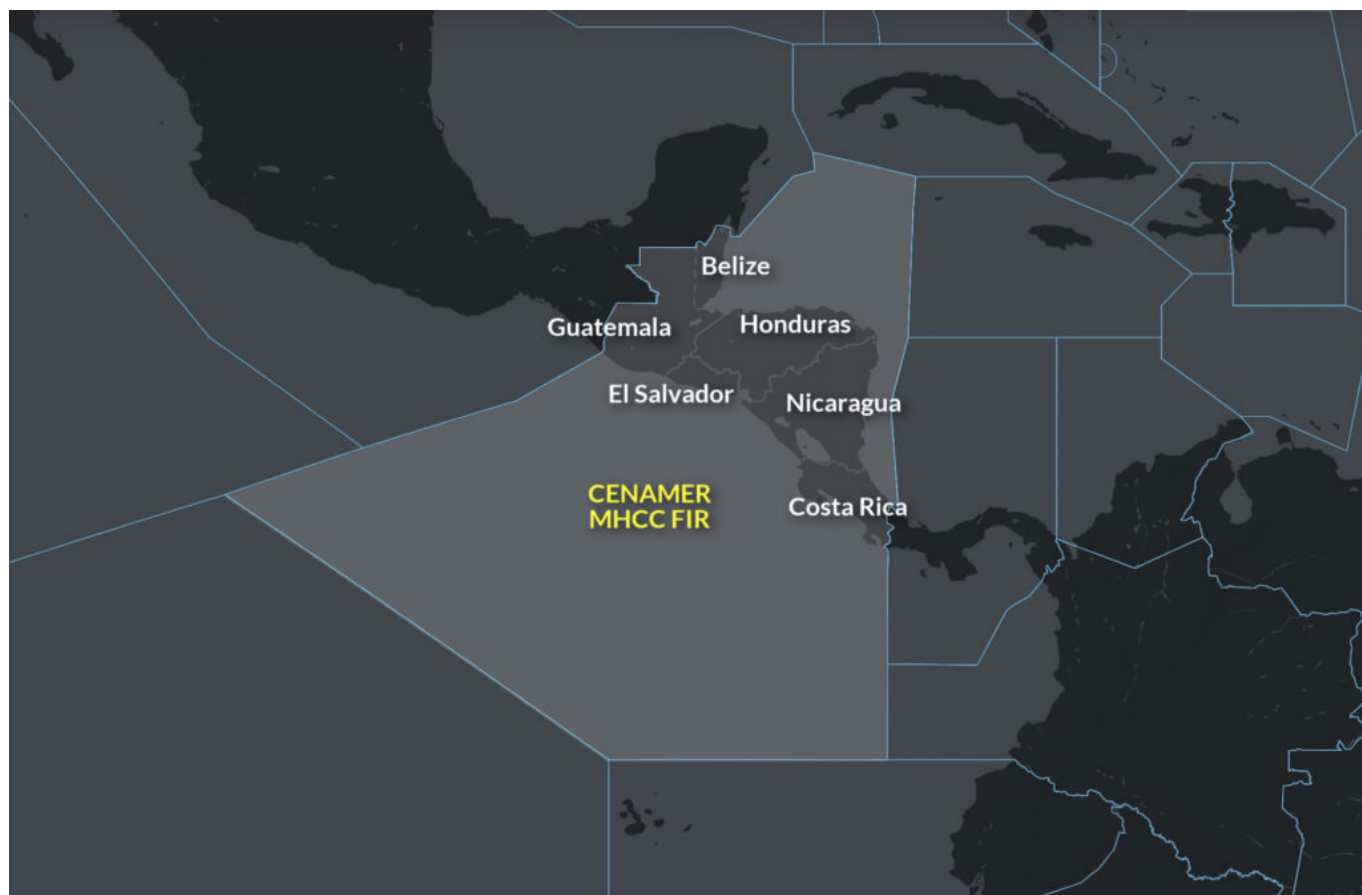 Belize
Guatemala
Honduras
El Salvador
Nicaragua
CENAMER
MHCC FIR
Costa Rica